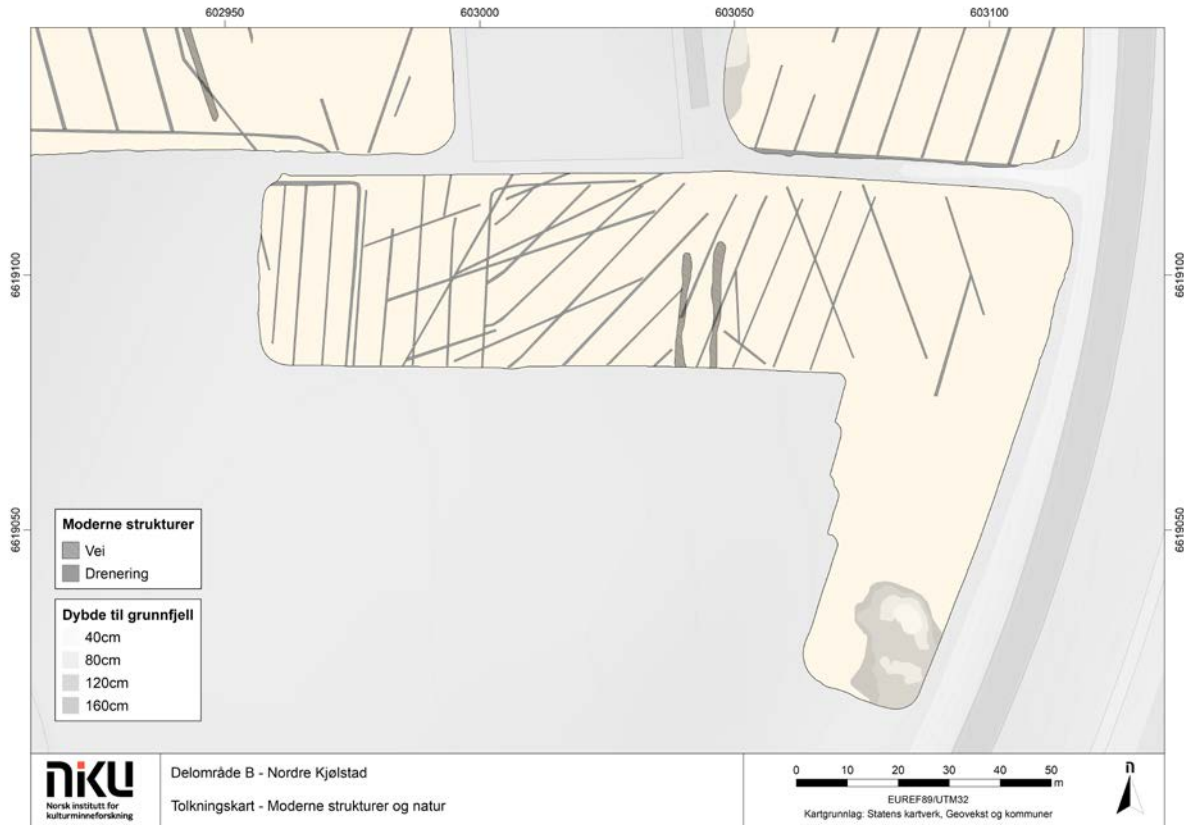 602950
603000
603050
603100
6619100
6619100
6619050
6619050
Moderne strukturer
Vei
Drenering
Dybde til grunnfjell
40cm
80cm
120cm
160cm
NIKU
Norsk institutt for
kulturminneforskning
Delområde B - Nordre Kjølstad
Tolkningskart - Moderne strukturer og natur
0 10 20 30 40 50
m
EUREF89/UTM32
Kartgrunnlag: Statens kartverk, Geovekst og kommuner
n